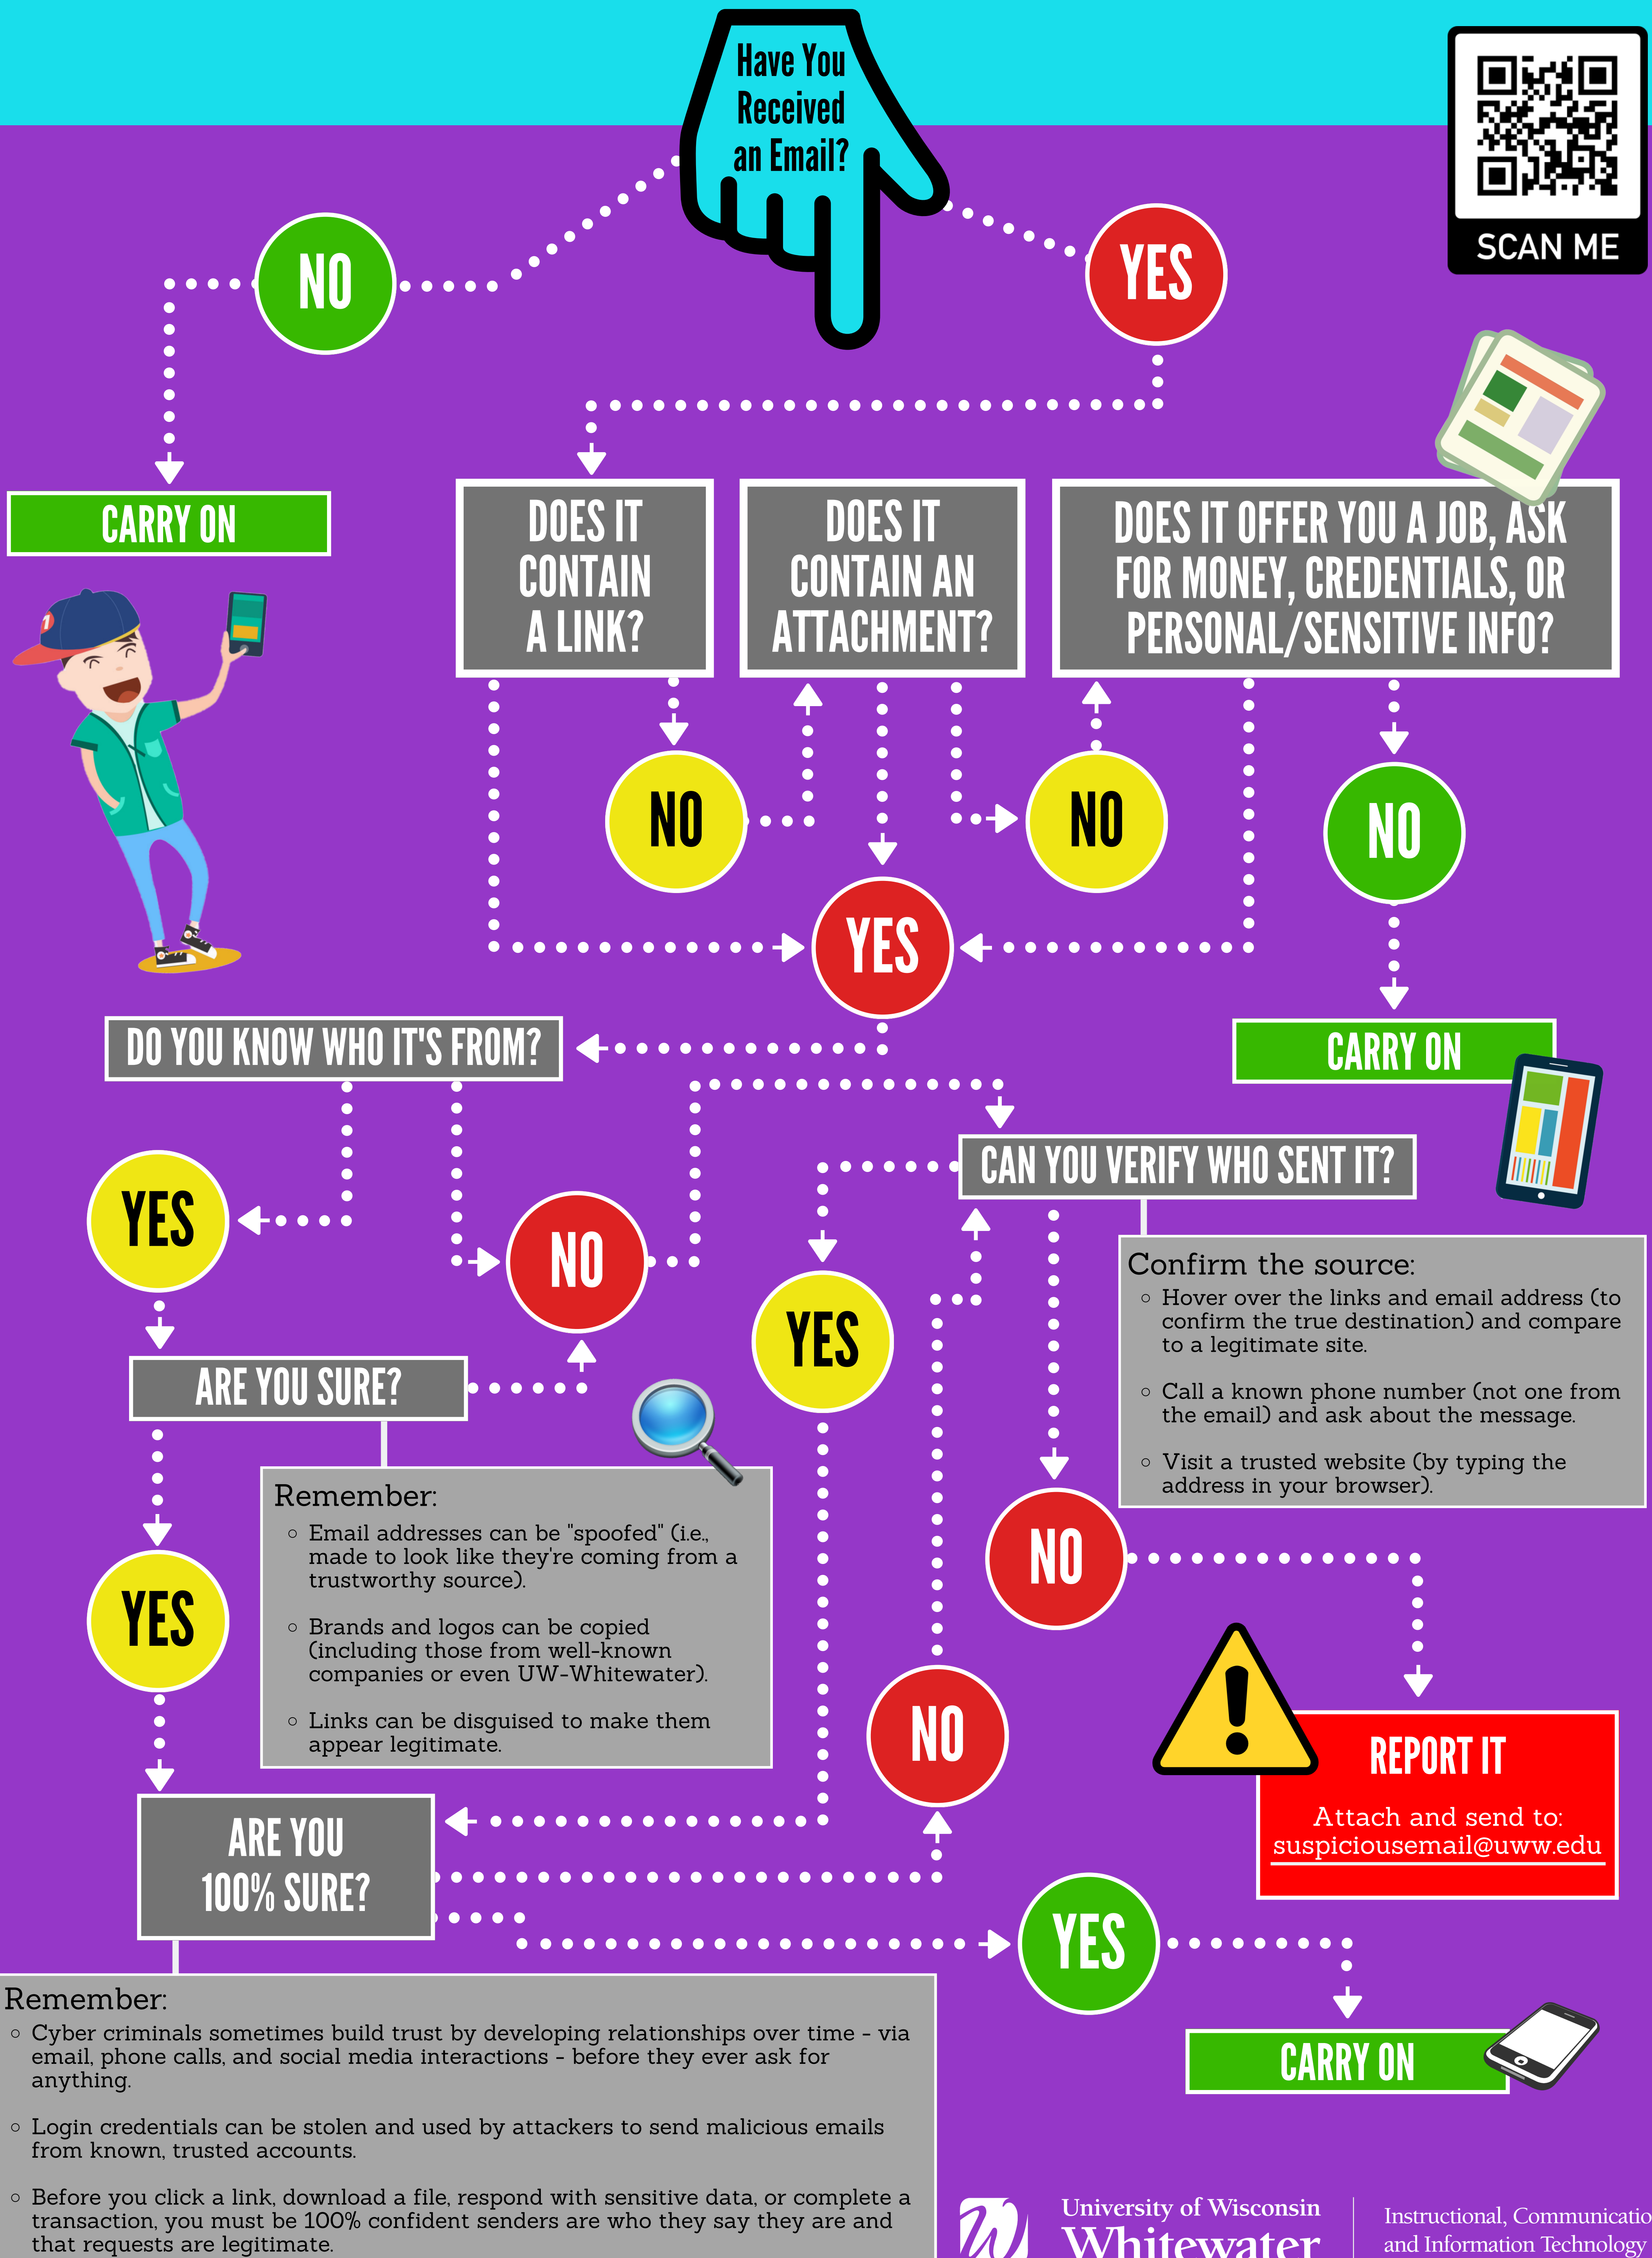 Have You
Received
an Email?
SCAN ME
NO
YES
CARRY ON
DOES IT
CONTAIN
A LINK?
DOES IT
CONTAIN AN
ATTACHMENT?
DOES IT OFFER YOU A JOB, ASK
FOR MONEY, CREDENTIALS, OR
PERSONAL/SENSITIVE INFO?
1
NO
NO
NO
YES
DO YOU KNOW WHO IT'S FROM?
CARRY ON
CAN YOU VERIFY WHO SENT IT?
YES
NO
YES
Confirm the source:
◦ Hover over the links and email address (to
confirm the true destination) and compare
to a legitimate site.
◦ Call a known phone number (not one from
the email) and ask about the message.
◦ Visit a trusted website (by typing the
address in your browser).
ARE YOU SURE?
Remember:
◦ Email addresses can be "spoofed" (i.e.,
made to look like they're coming from a
trustworthy source).
◦ Brands and logos can be copied
(including those from well-known
companies or even UW-Whitewater).
◦ Links can be disguised to make them
appear legitimate.
NO
YES
NO
REPORT IT
Attach and send to:
suspiciousemail@uww.edu
ARE YOU
100% SURE?
YES
CARRY ON
Remember:
◦ Cyber criminals sometimes build trust by developing relationships over time - via
email, phone calls, and social media interactions - before they ever ask for
anything.
◦ Login credentials can be stolen and used by attackers to send malicious emails
from known, trusted accounts.
◦ Before you click a link, download a file, respond with sensitive data, or complete a
transaction, you must be 100% confident senders are who they say they are and
that requests are legitimate.
University of Wisconsin
Whitewater
Instructional, Communicatio
and Information Technology